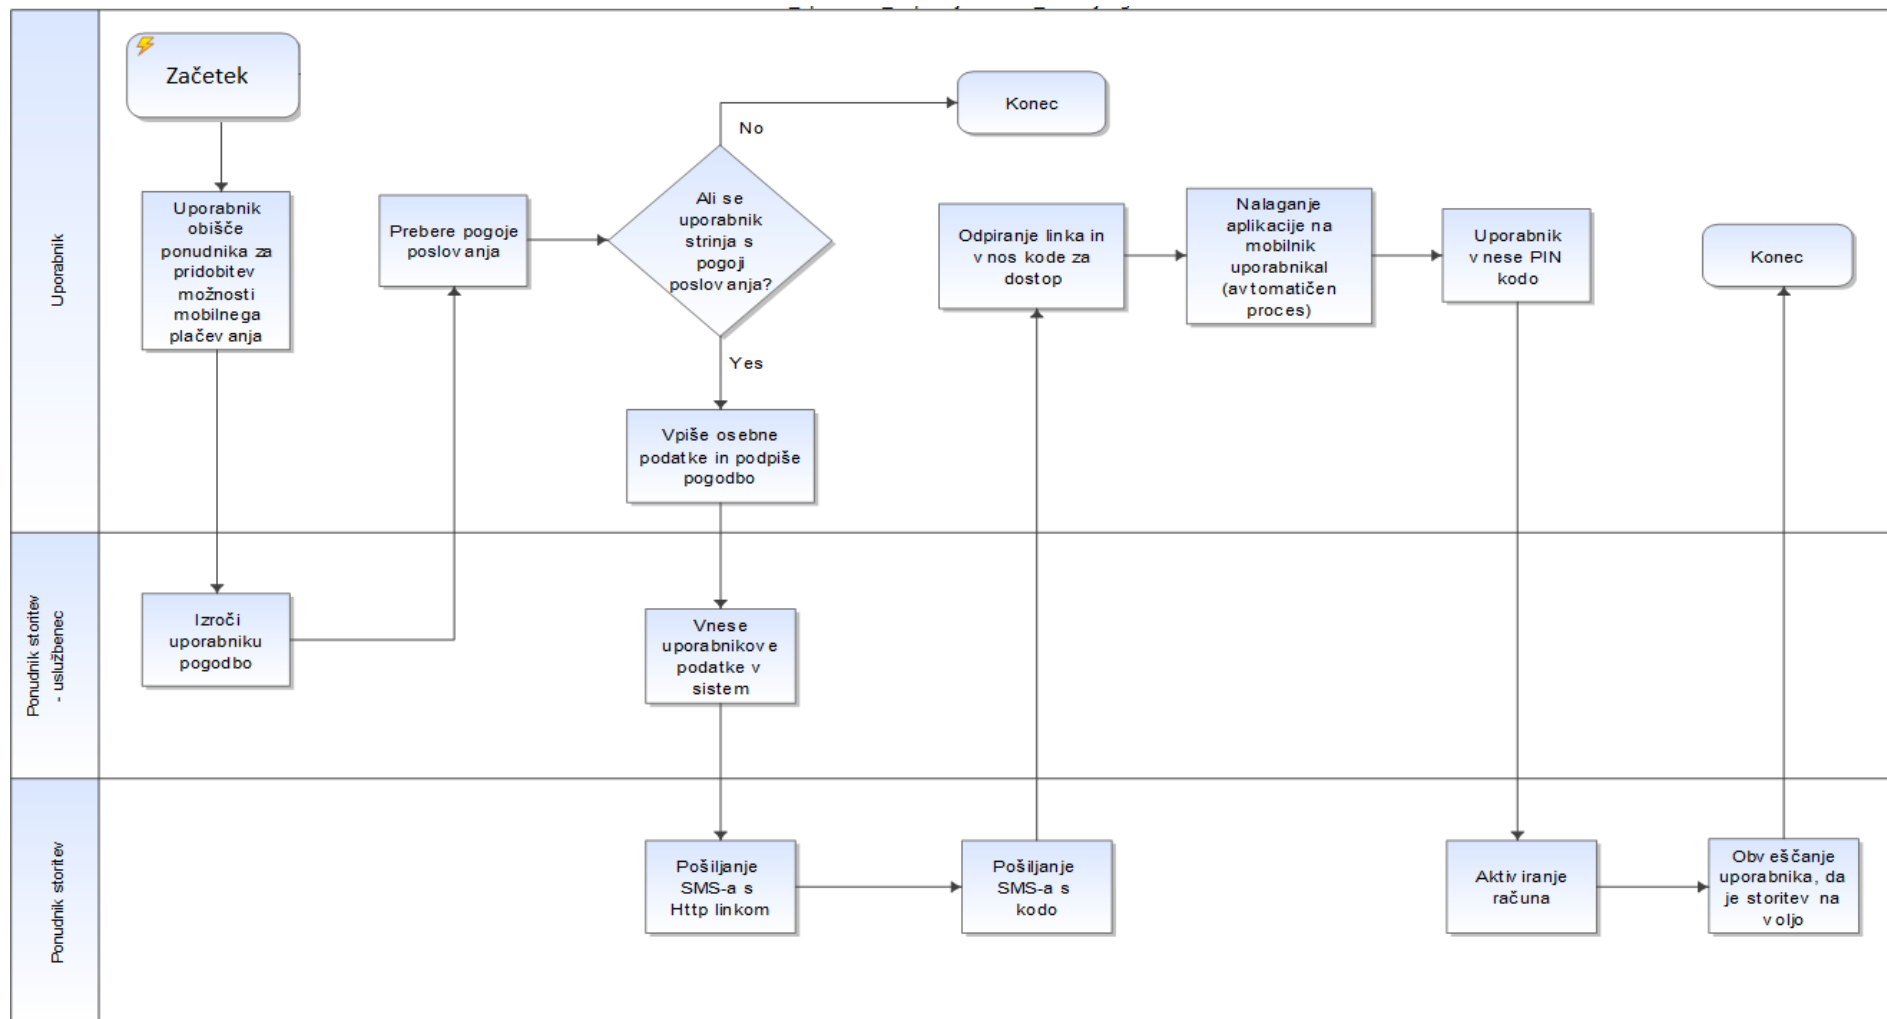 Začetek
Konec
No
Uporabnik
Uporabnik
obišče
ponudnika za
pridobitev
možnosti
mobilnega
plačevanja
Prebere pogoje
poslovanja
Ali se
uporabnik
strinja s
pogoji
poslovanja?
Yes
Vpiše osebne
podatke in podpiše
pogodbo
Odpiranje linka in
vnos kode za
dostop
Nalaganje
aplikacije na
mobilnik
uporabnikal
(avtomatičen
proces)
Uporabnik
vnese PIN
kodo
Konec
Ponudnik storitev
- uslužbenec
Izroči
uporabniku
pogodbo
Vnese
uporabnikove
podatke v
sistem
Ponudnik storitev
Pošiljanje
SMS-a s
Http linkom
Pošiljanje
SMS-a s
kodo
Aktiviranje
računa
Obveščanje
uporabnika, da
je storitev na
voljo